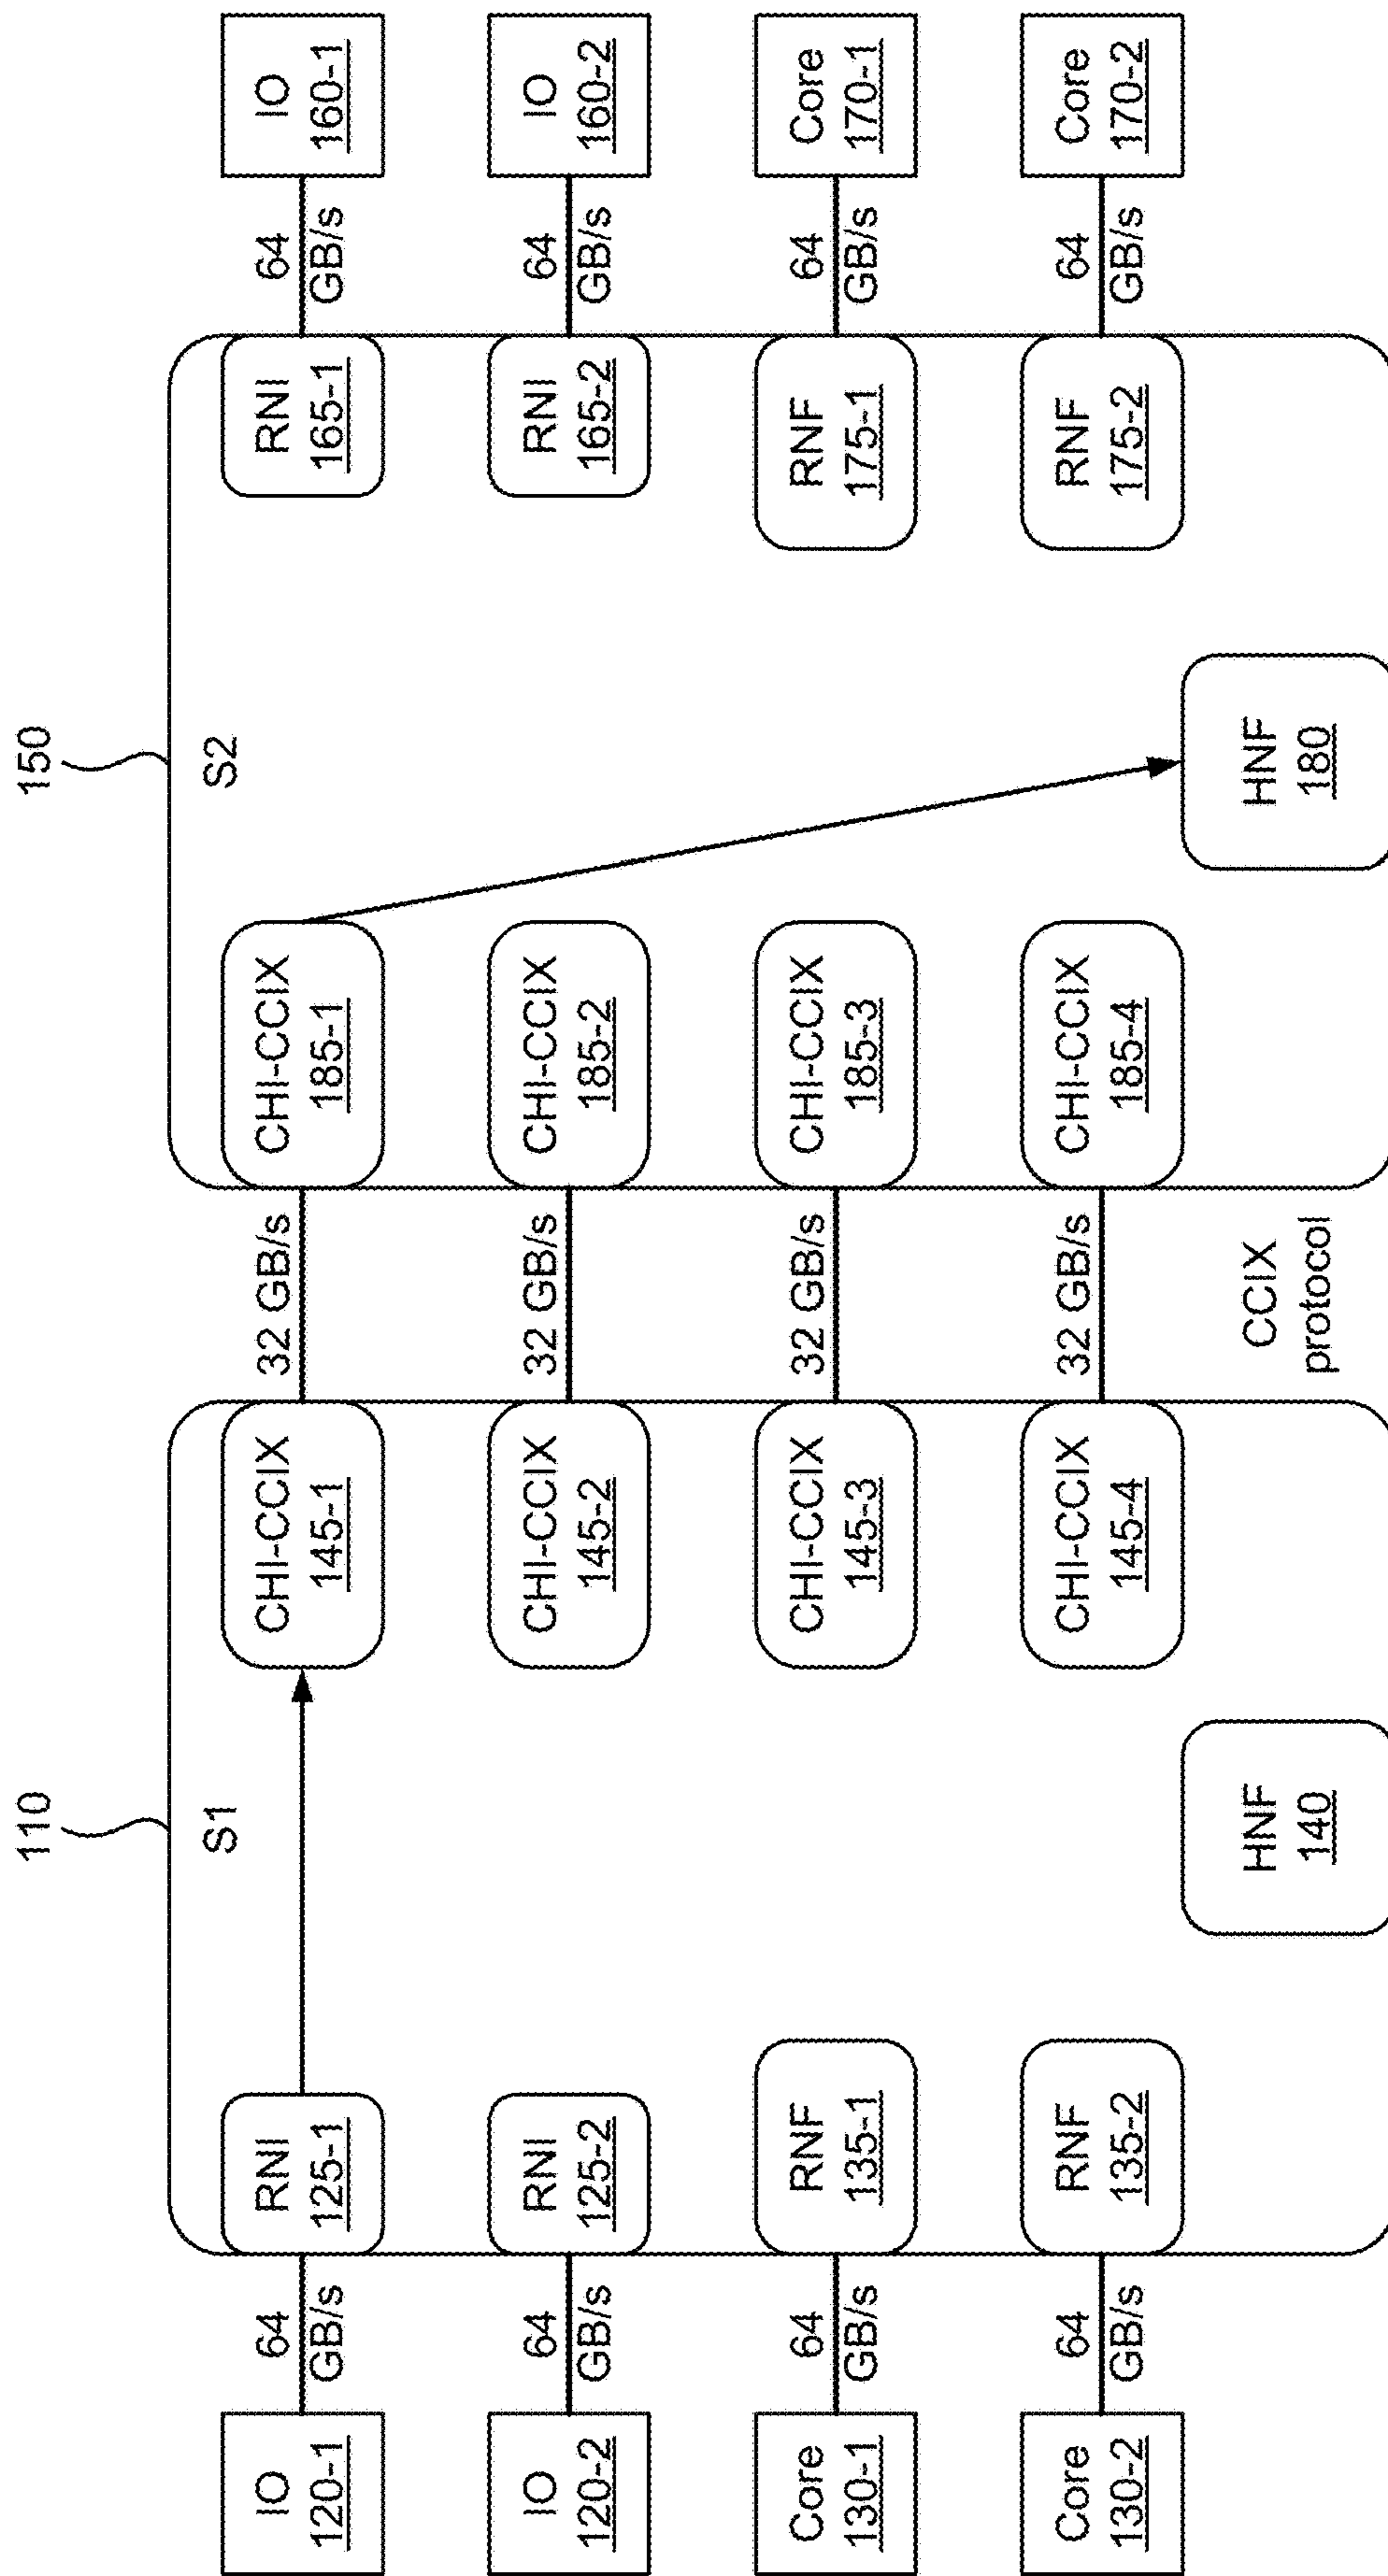 110
150
S1
S2
IO
120-1
64
GB/s
RNI
125-1
CHI-CCIX
145-1
32 GB/s
CHI-CCIX
185-1
RNI
165-1
64
GB/s
IO
160-1
IO
120-2
64
GB/s
RNI
125-2
CHI-CCIX
145-2
32 GB/s
CHI-CCIX
185-2
RNI
165-2
64
GB/s
IO
160-2
Core
130-1
64
GB/s
RNF
135-1
CHI-CCIX
145-3
32 GB/s
CHI-CCIX
185-3
RNF
175-1
64
GB/s
Core
170-1
Core
130-2
64
GB/s
RNF
135-2
CHI-CCIX
145-4
32 GB/s
CHI-CCIX
185-4
RNF
175-2
64
GB/s
Core
170-2
HNF
140
CCIX
protocol
HNF
180